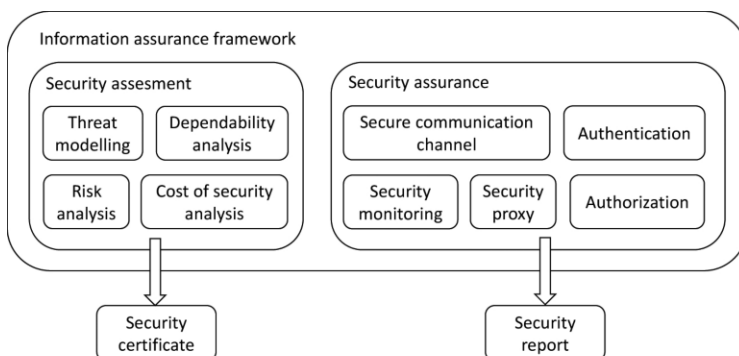 Information assurance framework
Security assesment
Threat
modelling
Dependability
analysis
Risk
analysis
Cost of security
analysis
Security assurance
Secure communication
channel
Authentication
Security
monitoring
Security
proxy
Authorization
Security
certificate
Security
report